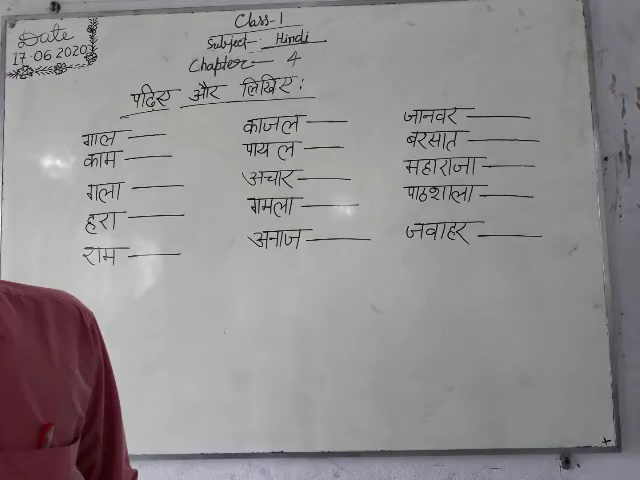 Date
17-06-2020
Class-1
Subject- Hindi
Chapter- 4
पढ़िए और लिखिए :
गाल
काम
गला
हरा
राम
काजल
पायल
अचार
गमला
अनाज
जानवर
बरसात
महाराजा
पाठशाला
जवाहर